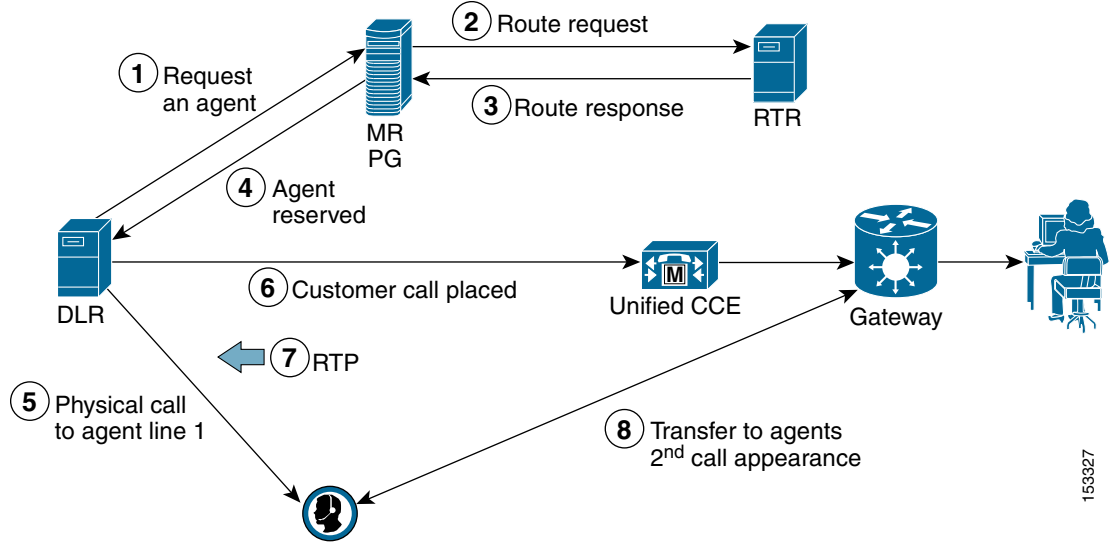 2 Route request
1 Request
an agent
3 Route response
RTR
MR
PG
4 Agent
reserved
M
6 Customer call placed
Unified CCE
Gateway
DLR
7 RTP
5 Physical call
to agent line 1
8 Transfer to agents
2nd call appearance
153327